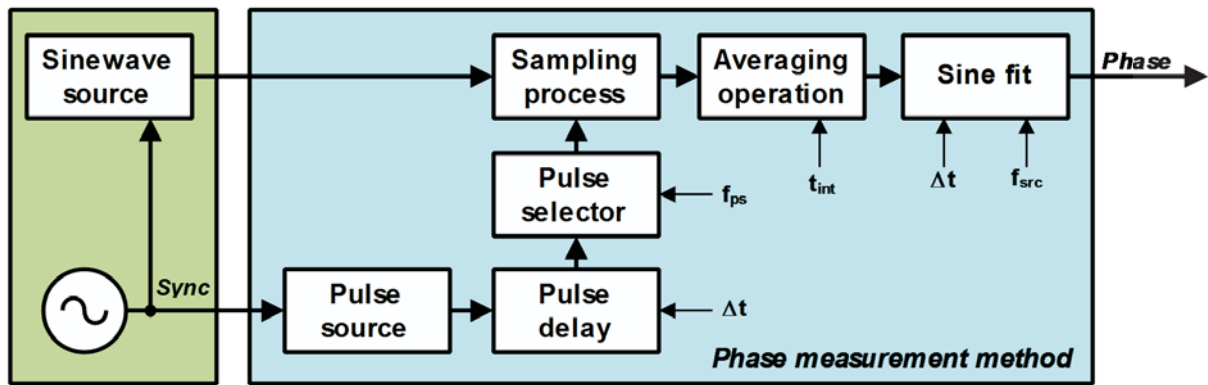 Sinewave
source
Sampling
process
Averaging
operation
Sine fit
Phase
Pulse
selector
fps
tint
Δt
fsrc
Sync
Pulse
source
Pulse
delay
Δt
Phase measurement method